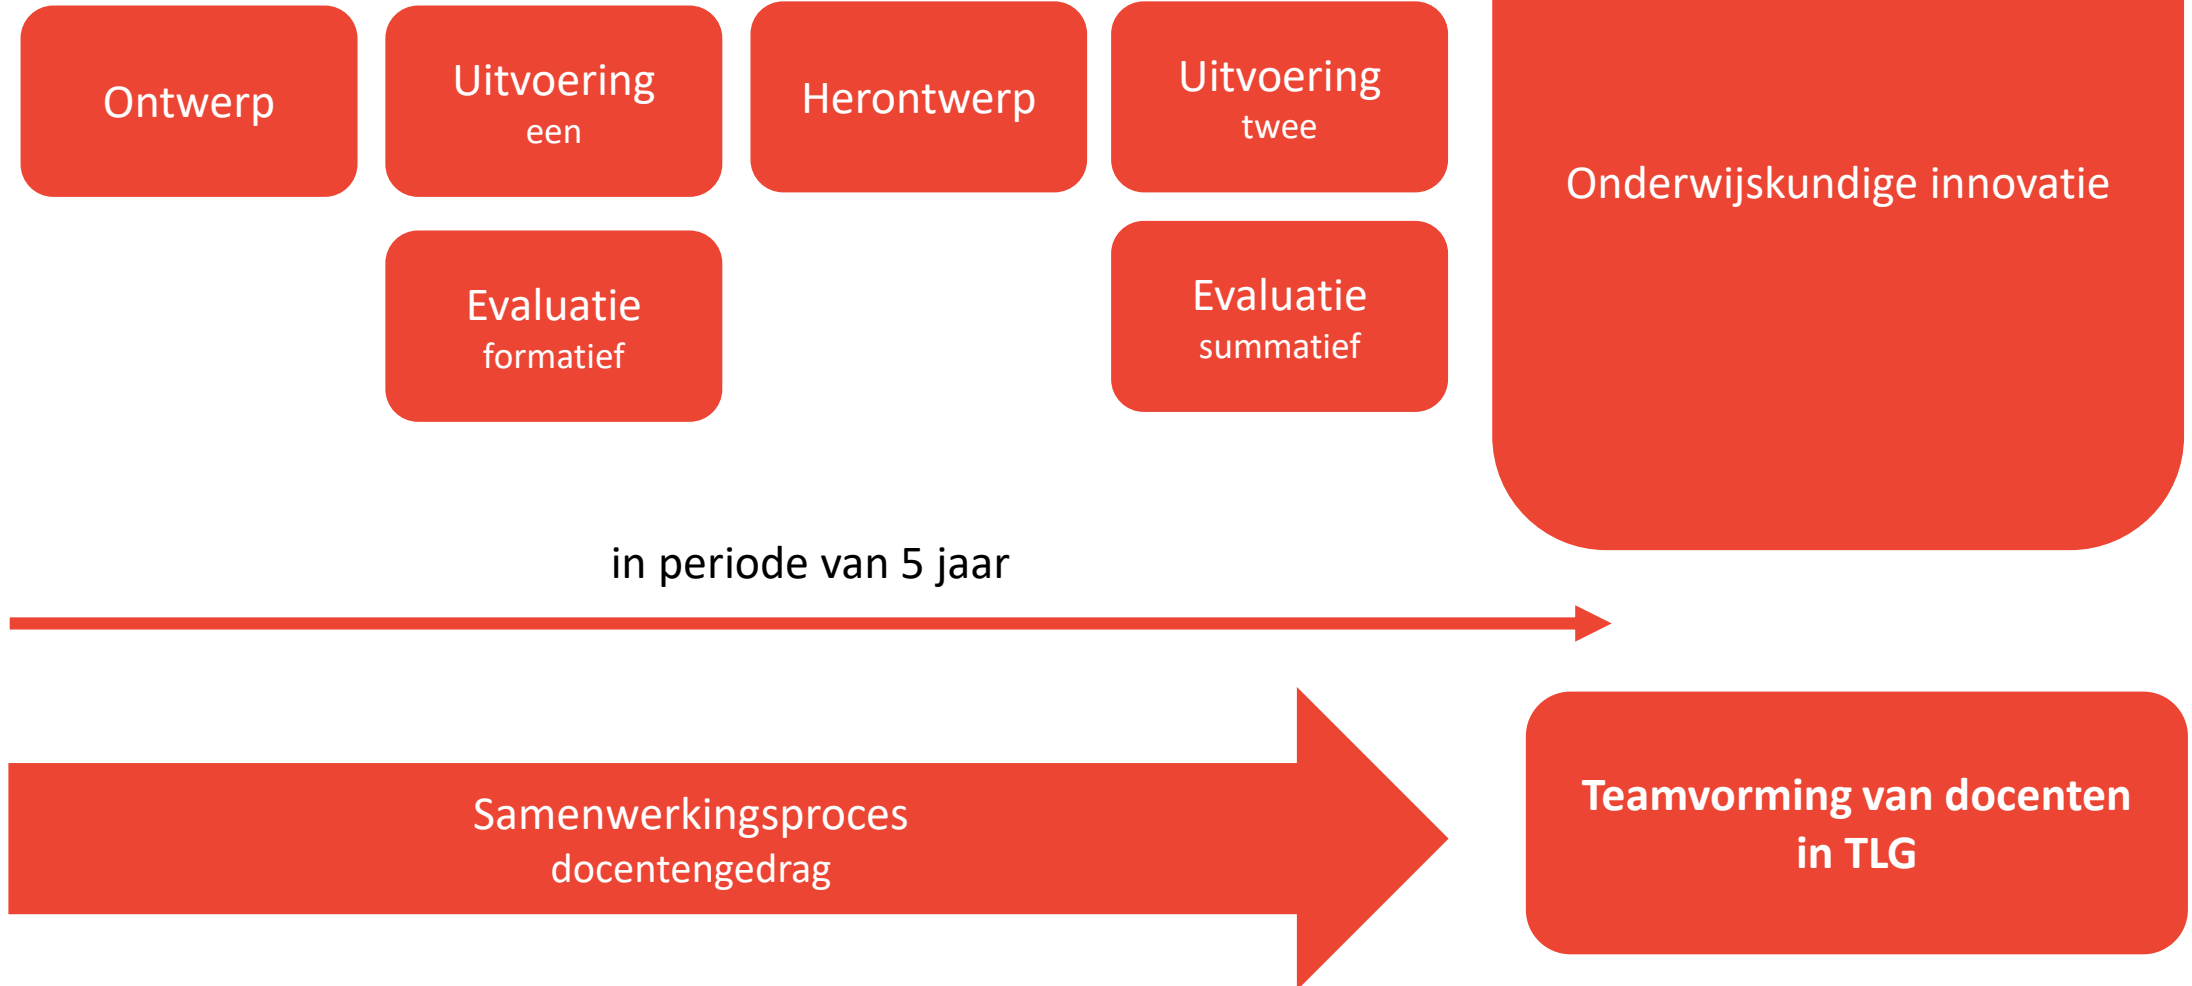 Ontwerp
Uitvoering
een
Herontwerp
Uitvoering
twee
Onderwijskundige innovatie
Evaluatie
formatief
Evaluatie
summatief
in periode van 5 jaar
Samenwerkingsproces
docentengedrag
Teamvorming van docenten
in TLG